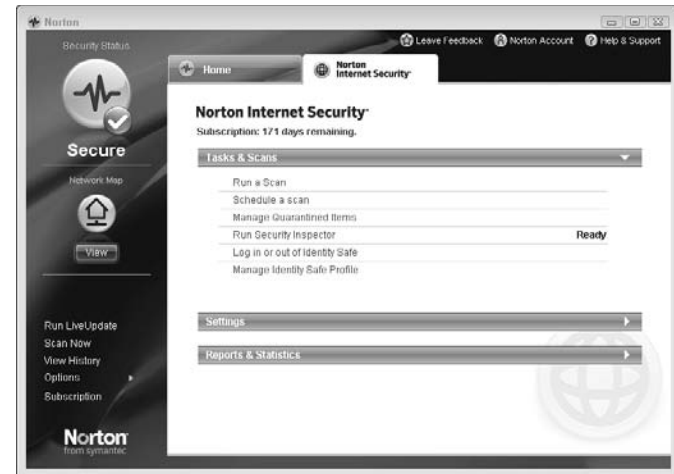 Norton
Security Status
Leave Feedback
Norton Account
Help & Support
Home
Norton
Internet Security
Secure
Network Map
View
Run LiveUpdate
Scan Now
View History
Options
Subscription
Norton
from symantec
Norton Internet Security
Subscription: 171 days remaining.
Tasks & Scans
Run a Scan
Schedule a scan
Manage Quarantined Items
Run Security Inspector Ready
Log in or out of Identity Safe
Manage Identity Safe Profile
Settings
Reports & Statistics